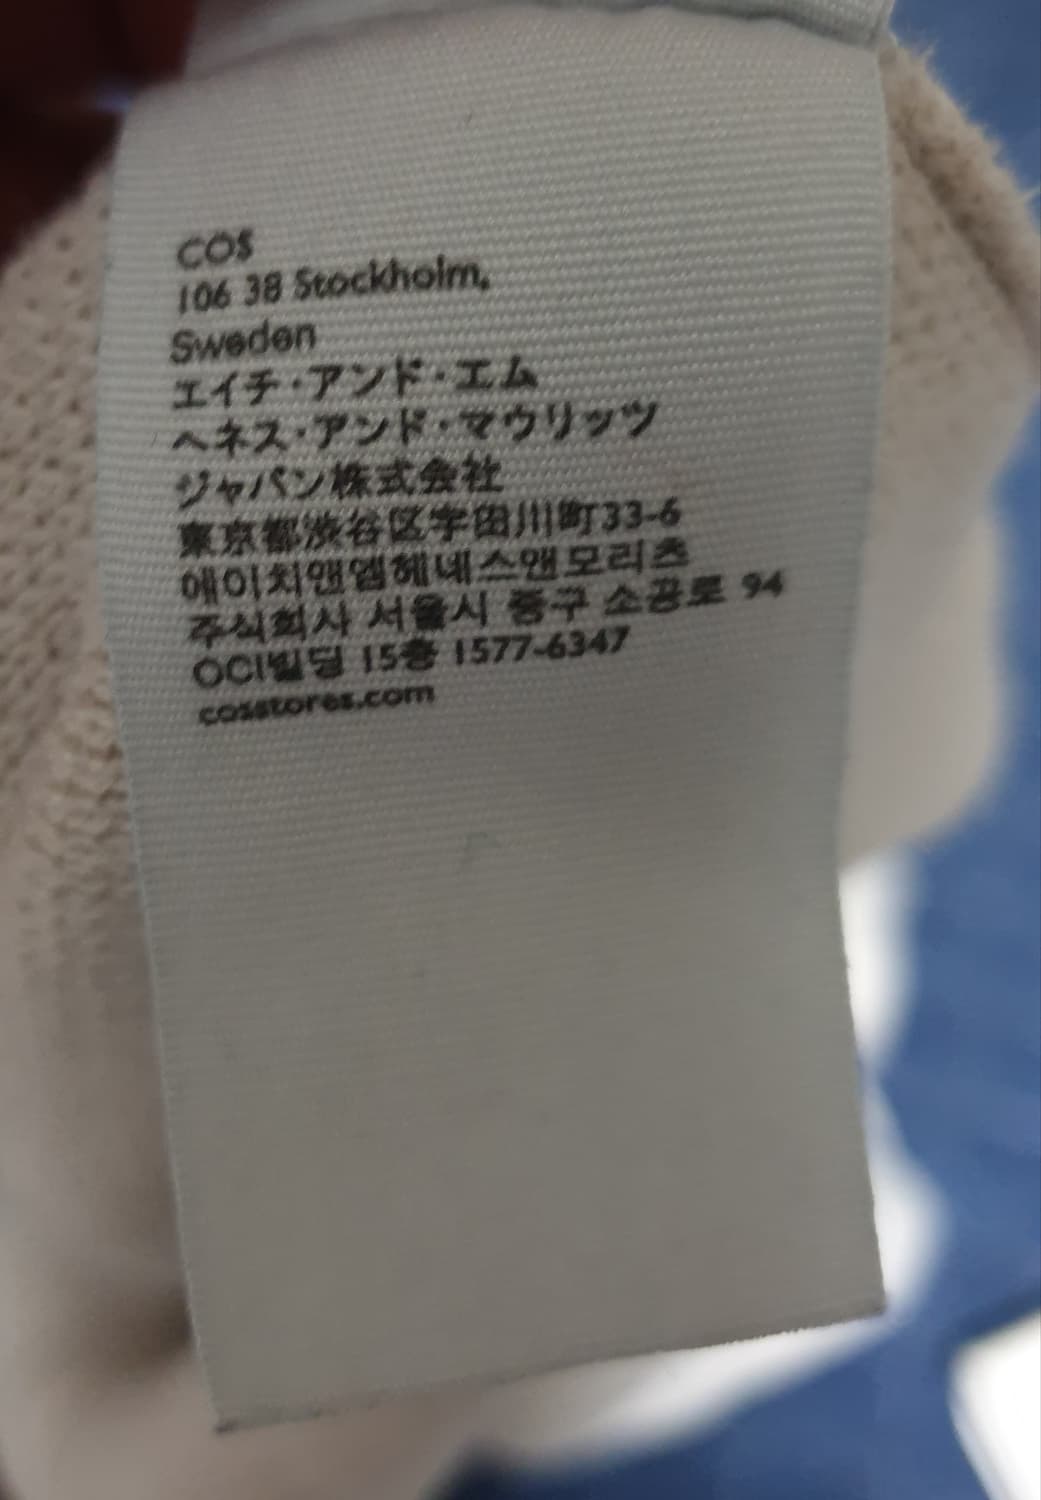 COS
106 38 Stockholm,
Sweden
エイチ・アンド・エム
ヘネス・アンド・マウリッツ
ジャパン株式会社
東京都渋谷区宇田川町33-6
에이치앤엠헤네스앤모리츠
주식회사 서울시 중구 소공로 94
OCI빌딩 15층 1577-6347
cosstores.com